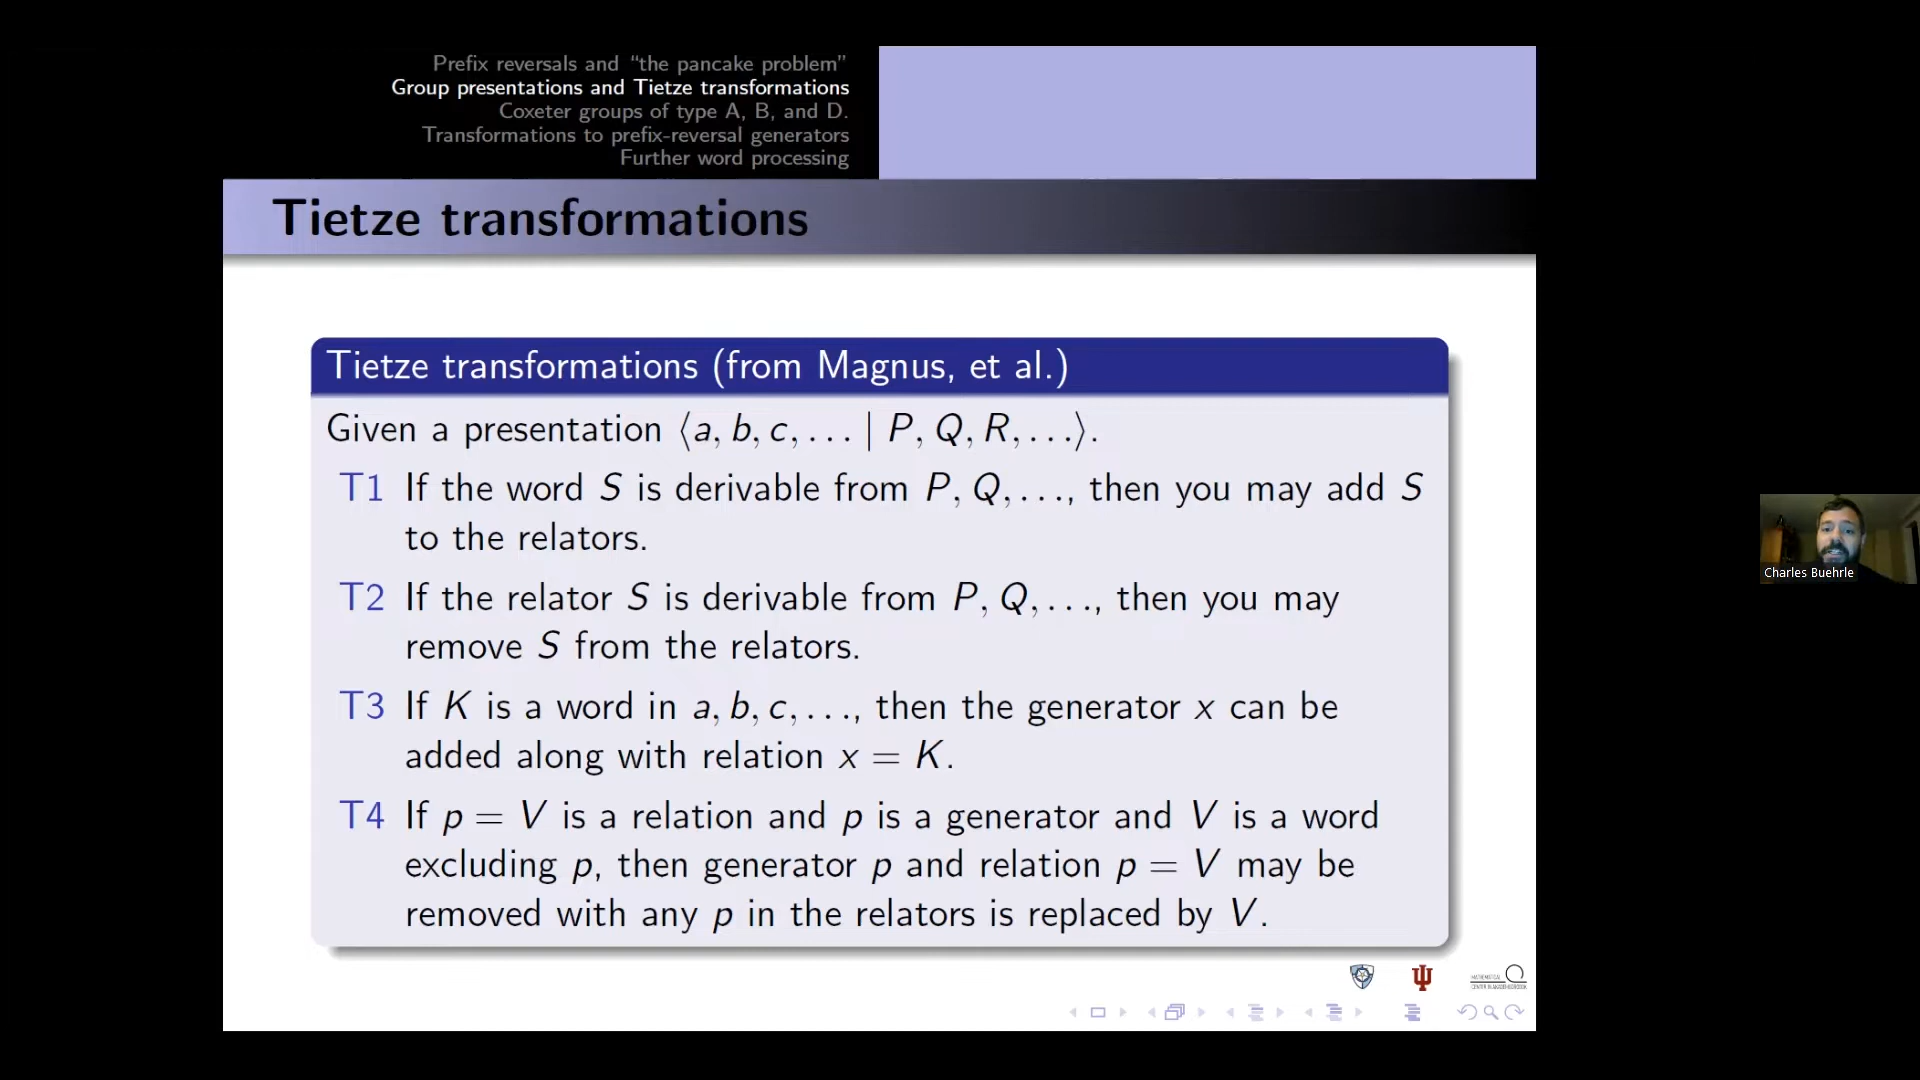 Prefix reversals and “the pancake problem”
Group presentations and Tietze transformations
Coxeter groups of type A, B, and D.
Transformations to prefix-reversal generators
Further word processing
Tietze transformations
Tietze transformations (from Magnus, et al.)
Given a presentation ⟨a, b, c, . . . | P, Q, R, . . .⟩.
T1 If the word S is derivable from P, Q, . . ., then you may add S
to the relators.
T2 If the relator S is derivable from P, Q, . . ., then you may
remove S from the relators.
T3 If K is a word in a, b, c, . . ., then the generator x can be
added along with relation x = K.
T4 If p = V is a relation and p is a generator and V is a word
excluding p, then generator p and relation p = V may be
removed with any p in the relators is replaced by V.
Charles Buehrle